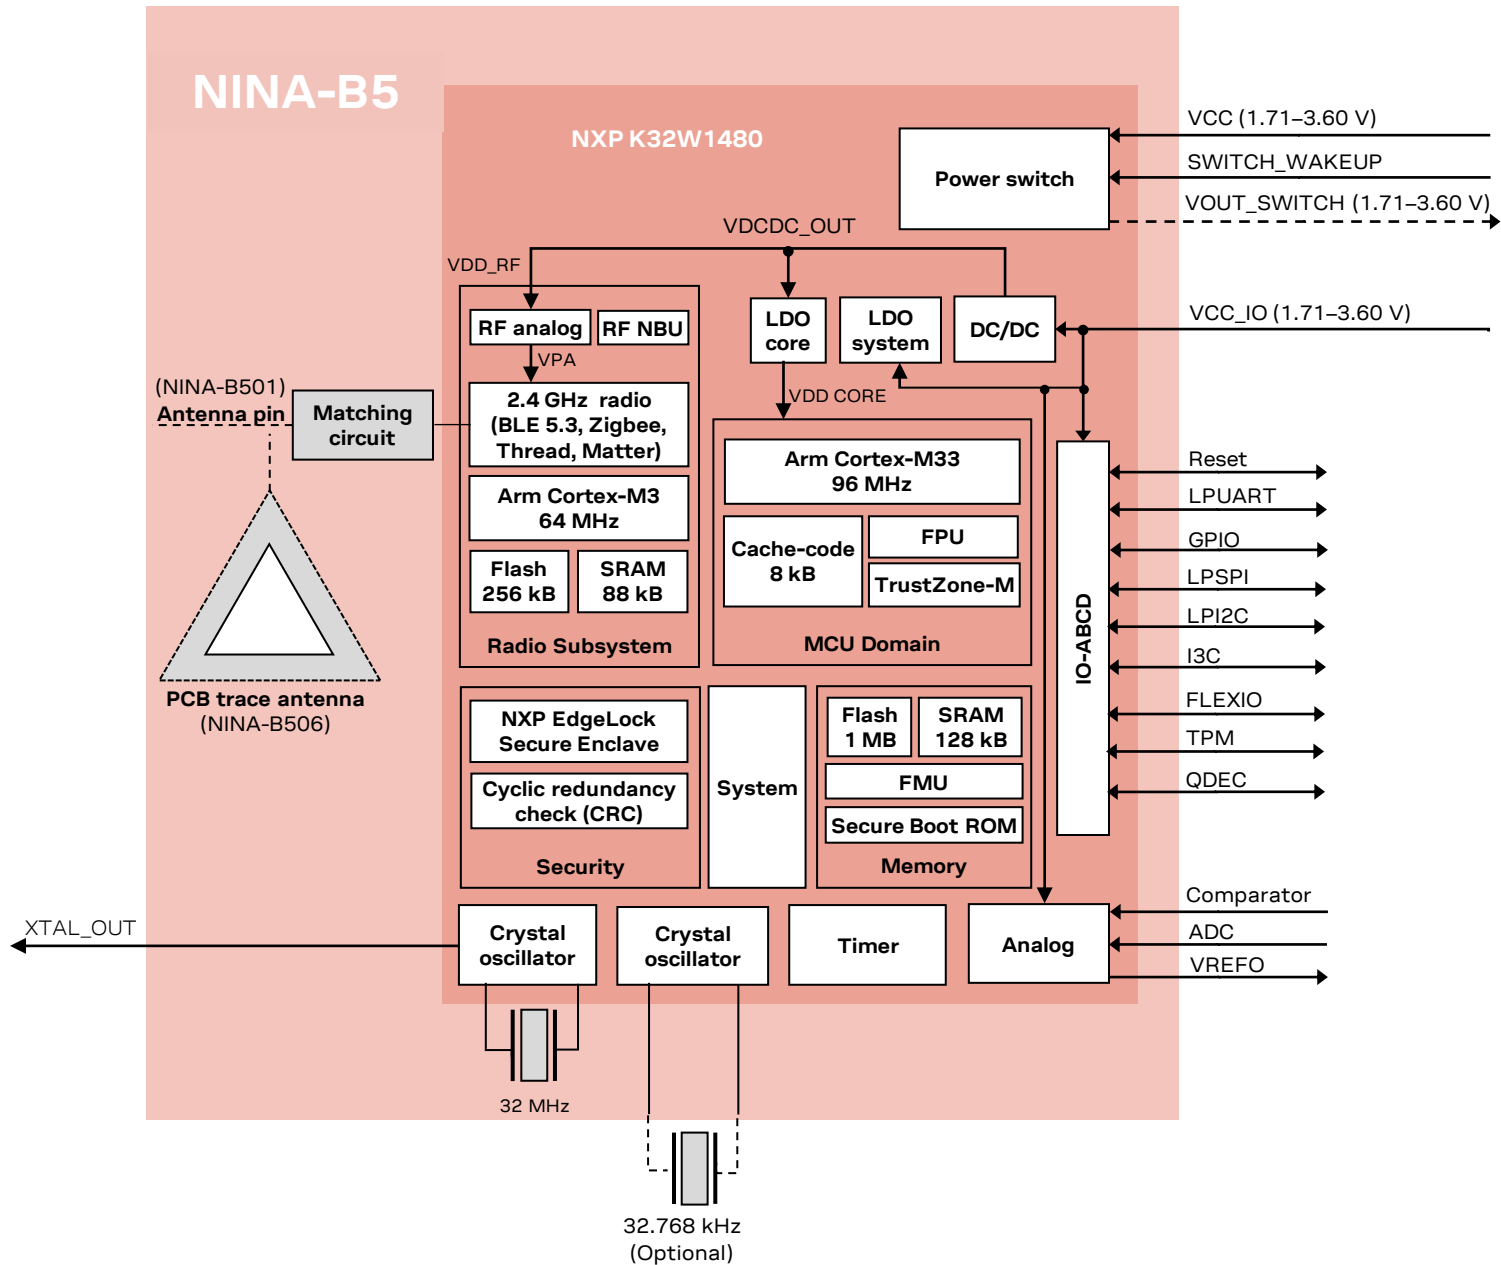 NINA-B5
NXP K32W1480
Power switch
VCC (1.71–3.60 V)
SWITCH_WAKEUP
VOUT_SWITCH (1.71–3.60 V)
VDCDC_OUT
VDD_RF
RF analog
RF NBU
VPA
LDO
core
LDO
system
DC/DC
VCC_IO (1.71–3.60 V)
VDD CORE
(NINA-B501)
Antenna pin
Matching
circuit
2.4 GHz radio
(BLE 5.3, Zigbee,
Thread, Matter)
Arm Cortex-M3
64 MHz
Flash
256 kB
SRAM
88 kB
Radio Subsystem
Arm Cortex-M33
96 MHz
Cache-code
8 kB
FPU
TrustZone-M
MCU Domain
IO-ABCD
Reset
LPUART
GPIO
LPSPI
LPI2C
I3C
FLEXIO
TPM
QDEC
PCB trace antenna
(NINA-B506)
NXP EdgeLock
Secure Enclave
Cyclic redundancy
check (CRC)
Security
System
Flash
1 MB
SRAM
128 kB
FMU
Secure Boot ROM
Memory
XTAL_OUT
Crystal
oscillator
Crystal
oscillator
Timer
Analog
Comparator
ADC
VREFO
32 MHz
32.768 kHz
(Optional)